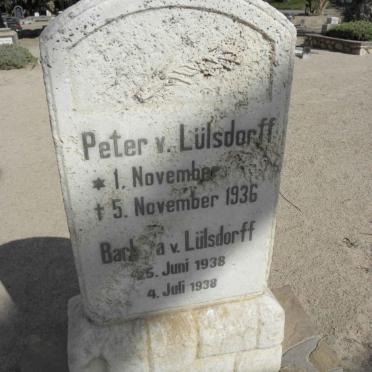 Peter v. Lülsdorff
* 1. November
† 5. November 1936
v. Lülsdorff
5. Juni 1938
4. Juli 1938